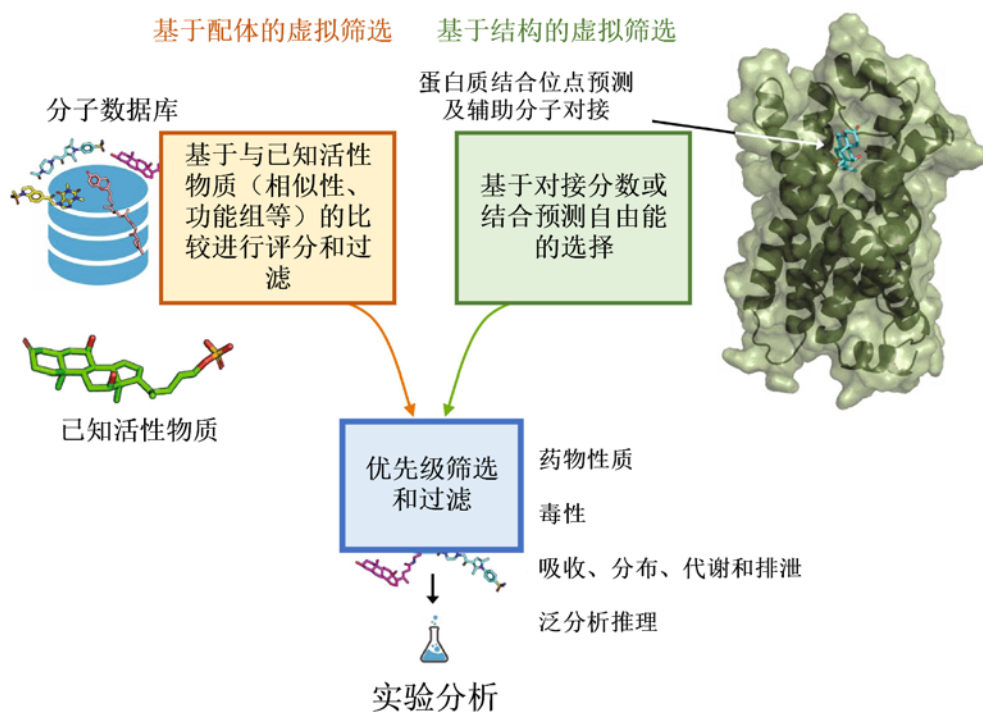 基于配体的虚拟筛选
基于结构的虚拟筛选
分子数据库
蛋白质结合位点预测
及辅助分子对接
基于与已知活性
物质（相似性、
功能组等）的比
较进行评分和过
滤
基于对接分数或
结合预测自由能
的选择
已知活性物质
优先级筛选
和过滤
药物性质
毒性
吸收、分布、代谢和排泄
泛分析推理
实验分析